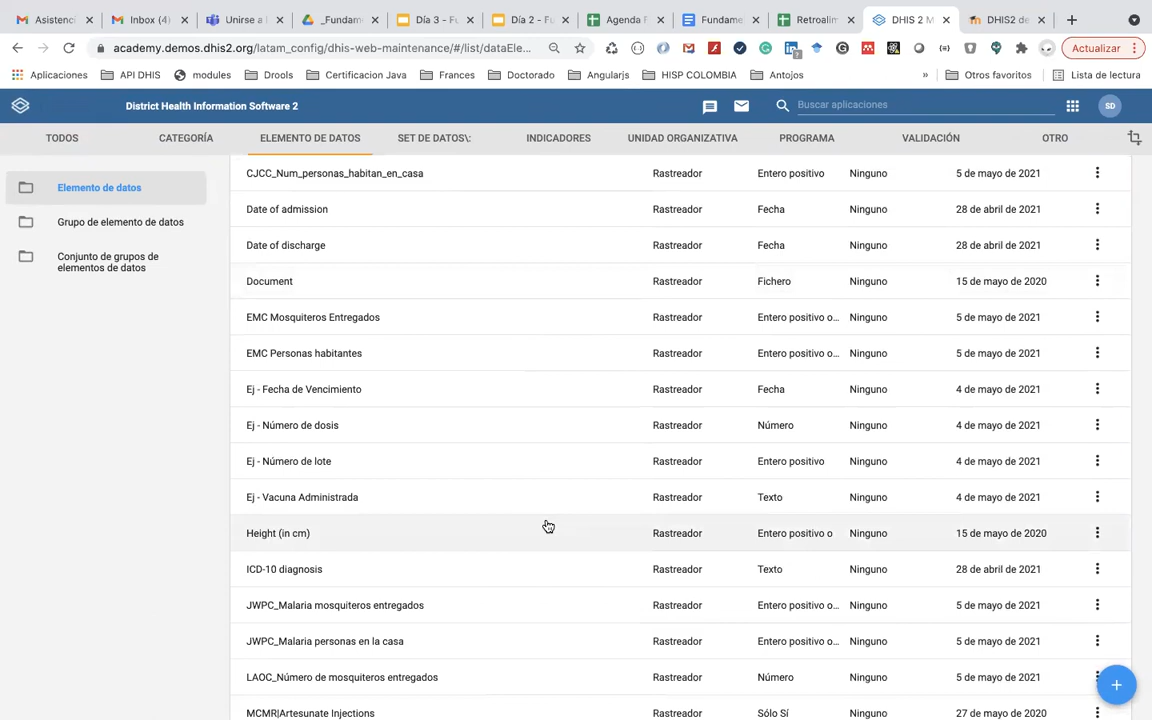 Asistenc
Inbox (4)
Unirse a l
_Fundam
Día 3 - Fu
Día 2 - Fu
Agenda F
Fundame
Retroalim
DHIS 2 M
DHIS2 de
academy.demos.dhis2.org/latam_config/dhis-web-maintenance/#/list/dataEle...
Actualizar
Aplicaciones
API DHIS
modules
Drools
Certificacion Java
Frances
Doctorado
Angularjs
HISP COLOMBIA
Antojos
»
Otros favoritos
Lista de lectura
District Health Information Software 2
Buscar aplicaciones
SD
TODOS
CATEGORÍA
ELEMENTO DE DATOS
SET DE DATOS\:
INDICADORES
UNIDAD ORGANIZATIVA
PROGRAMA
VALIDACIÓN
OTRO
Elemento de datos
Grupo de elemento de datos
Conjunto de grupos de
elementos de datos
CJCC_Num_personas_habitan_en_casa Rastreador Entero positivo Ninguno 5 de mayo de 2021
Date of admission Rastreador Fecha Ninguno 28 de abril de 2021
Date of discharge Rastreador Fecha Ninguno 28 de abril de 2021
Document Rastreador Fichero Ninguno 15 de mayo de 2020
EMC Mosquiteros Entregados Rastreador Entero positivo o... Ninguno 5 de mayo de 2021
EMC Personas habitantes Rastreador Entero positivo o... Ninguno 5 de mayo de 2021
Ej - Fecha de Vencimiento Rastreador Fecha Ninguno 4 de mayo de 2021
Ej - Número de dosis Rastreador Número Ninguno 4 de mayo de 2021
Ej - Número de lote Rastreador Entero positivo Ninguno 4 de mayo de 2021
Ej - Vacuna Administrada Rastreador Texto Ninguno 4 de mayo de 2021
Height (in cm) Rastreador Entero positivo o Ninguno 15 de mayo de 2020
ICD-10 diagnosis Rastreador Texto Ninguno 28 de abril de 2021
JWPC_Malaria mosquiteros entregados Rastreador Entero positivo o... Ninguno 5 de mayo de 2021
JWPC_Malaria personas en la casa Rastreador Entero positivo o... Ninguno 5 de mayo de 2021
LAOC_Número de mosquiteros entregados Rastreador Número Ninguno 5 de mayo de 2021
MCMR|Artesunate Injections Rastreador Sólo Sí Ninguno 27 de mayo de 2020